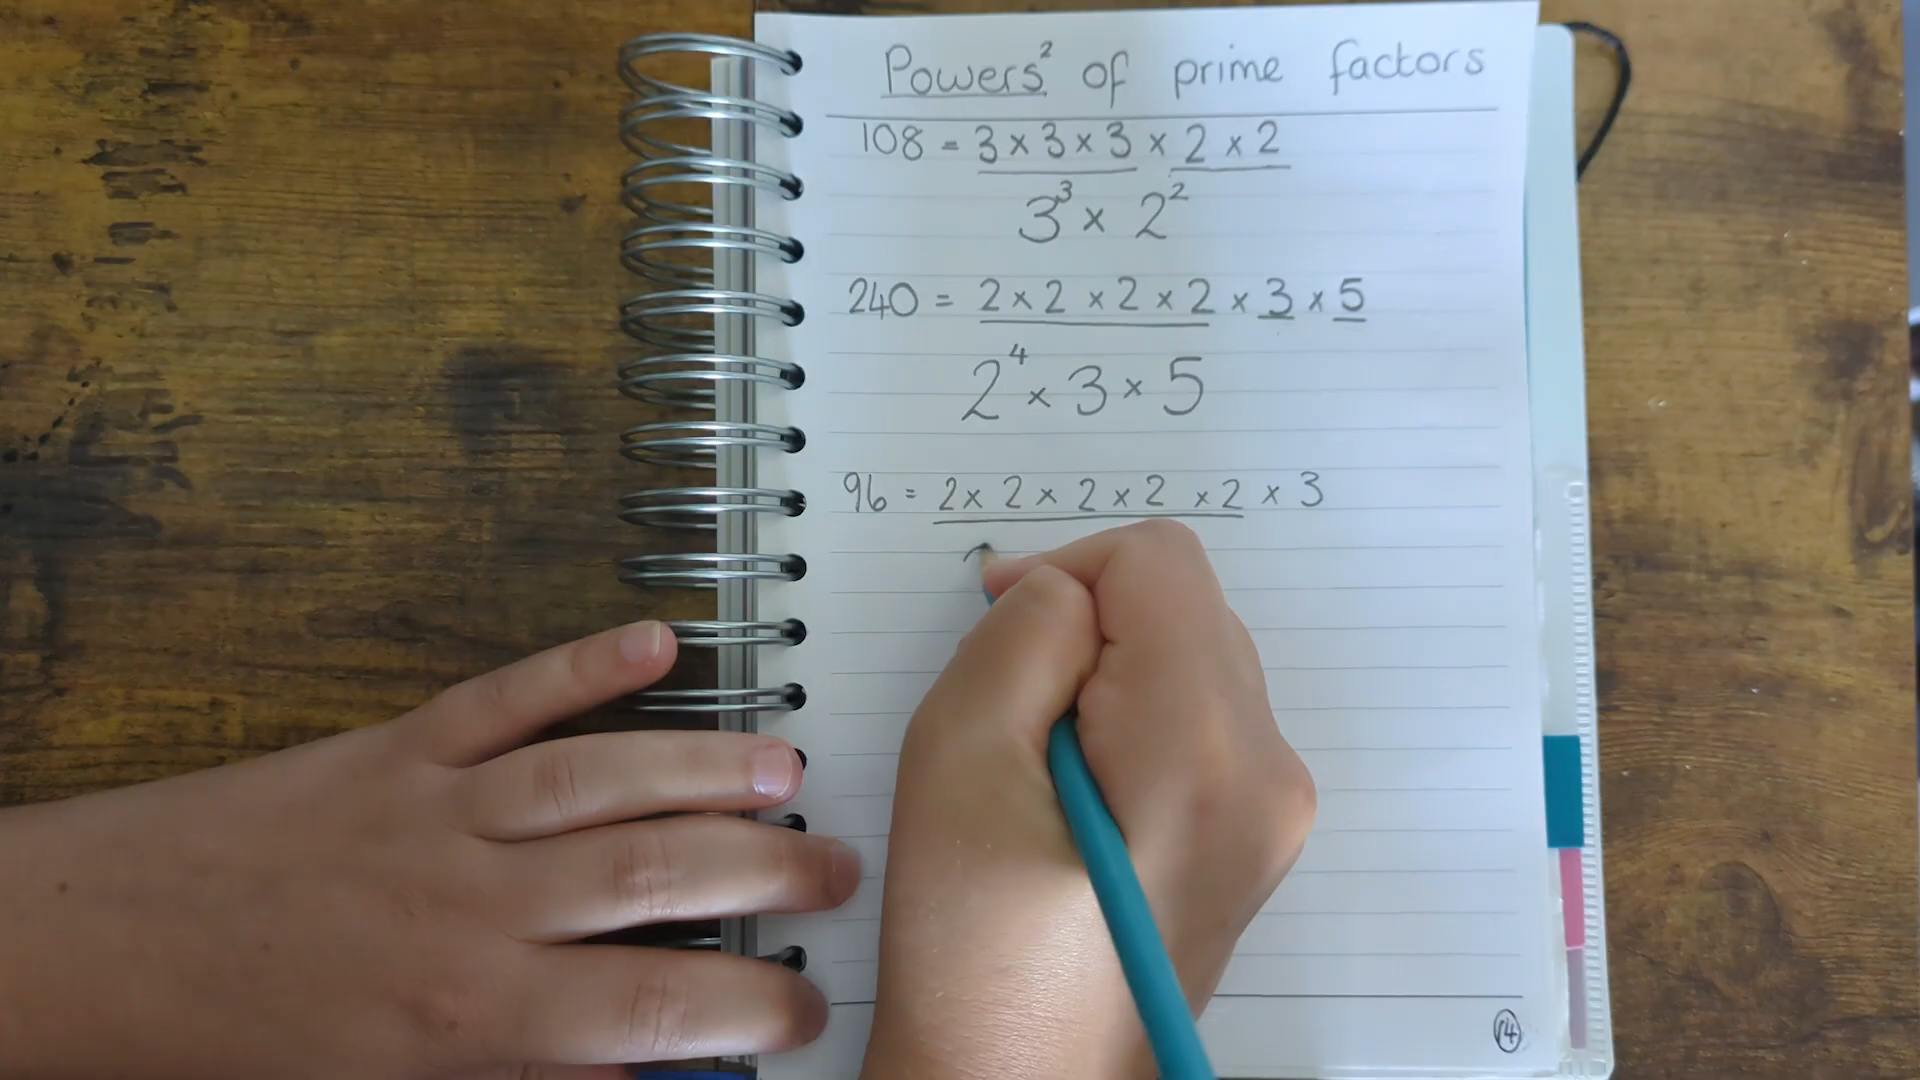 Powers² of prime factors
108 = 3 × 3 × 3 × 2 × 2
3³ × 2²
240 = 2 × 2 × 2 × 2 × 3 × 5
2⁴ × 3 × 5
96 = 2 × 2 × 2 × 2 × 2 × 3
14